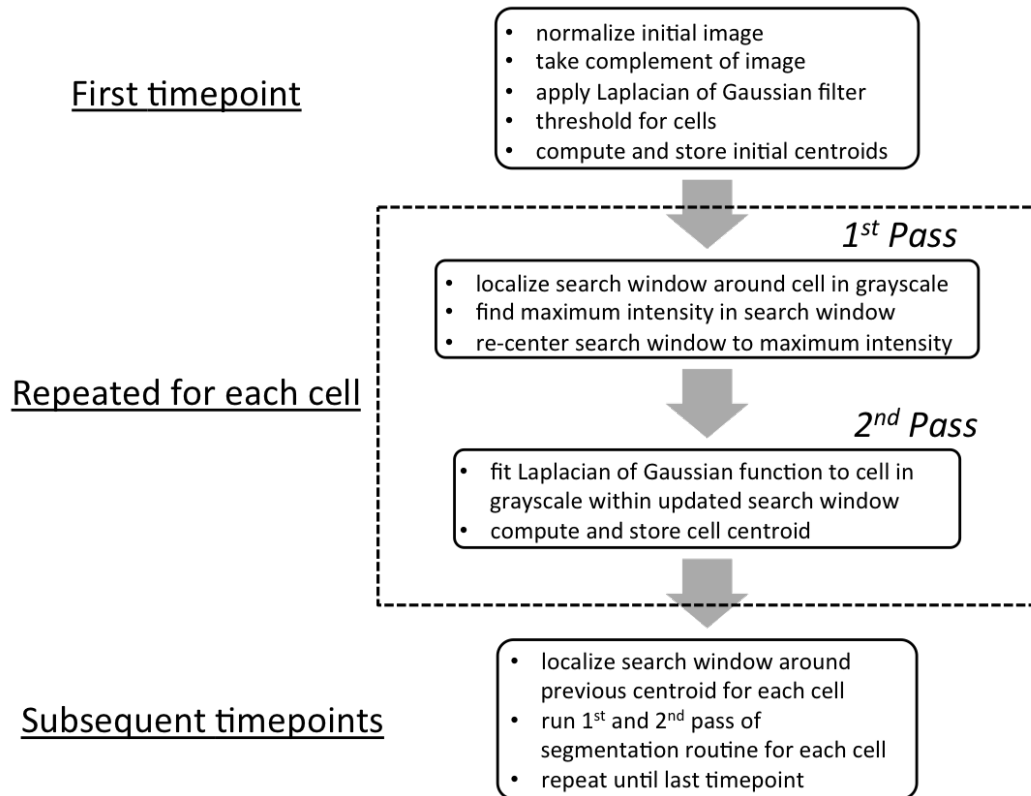 First timepoint
• normalize initial image
• take complement of image
• apply Laplacian of Gaussian filter
• threshold for cells
• compute and store initial centroids
1st Pass
• localize search window around cell in grayscale
• find maximum intensity in search window
• re-center search window to maximum intensity
Repeated for each cell
2nd Pass
• fit Laplacian of Gaussian function to cell in
grayscale within updated search window
• compute and store cell centroid
Subsequent timepoints
• localize search window around
previous centroid for each cell
• run 1st and 2nd pass of
segmentation routine for each cell
• repeat until last timepoint